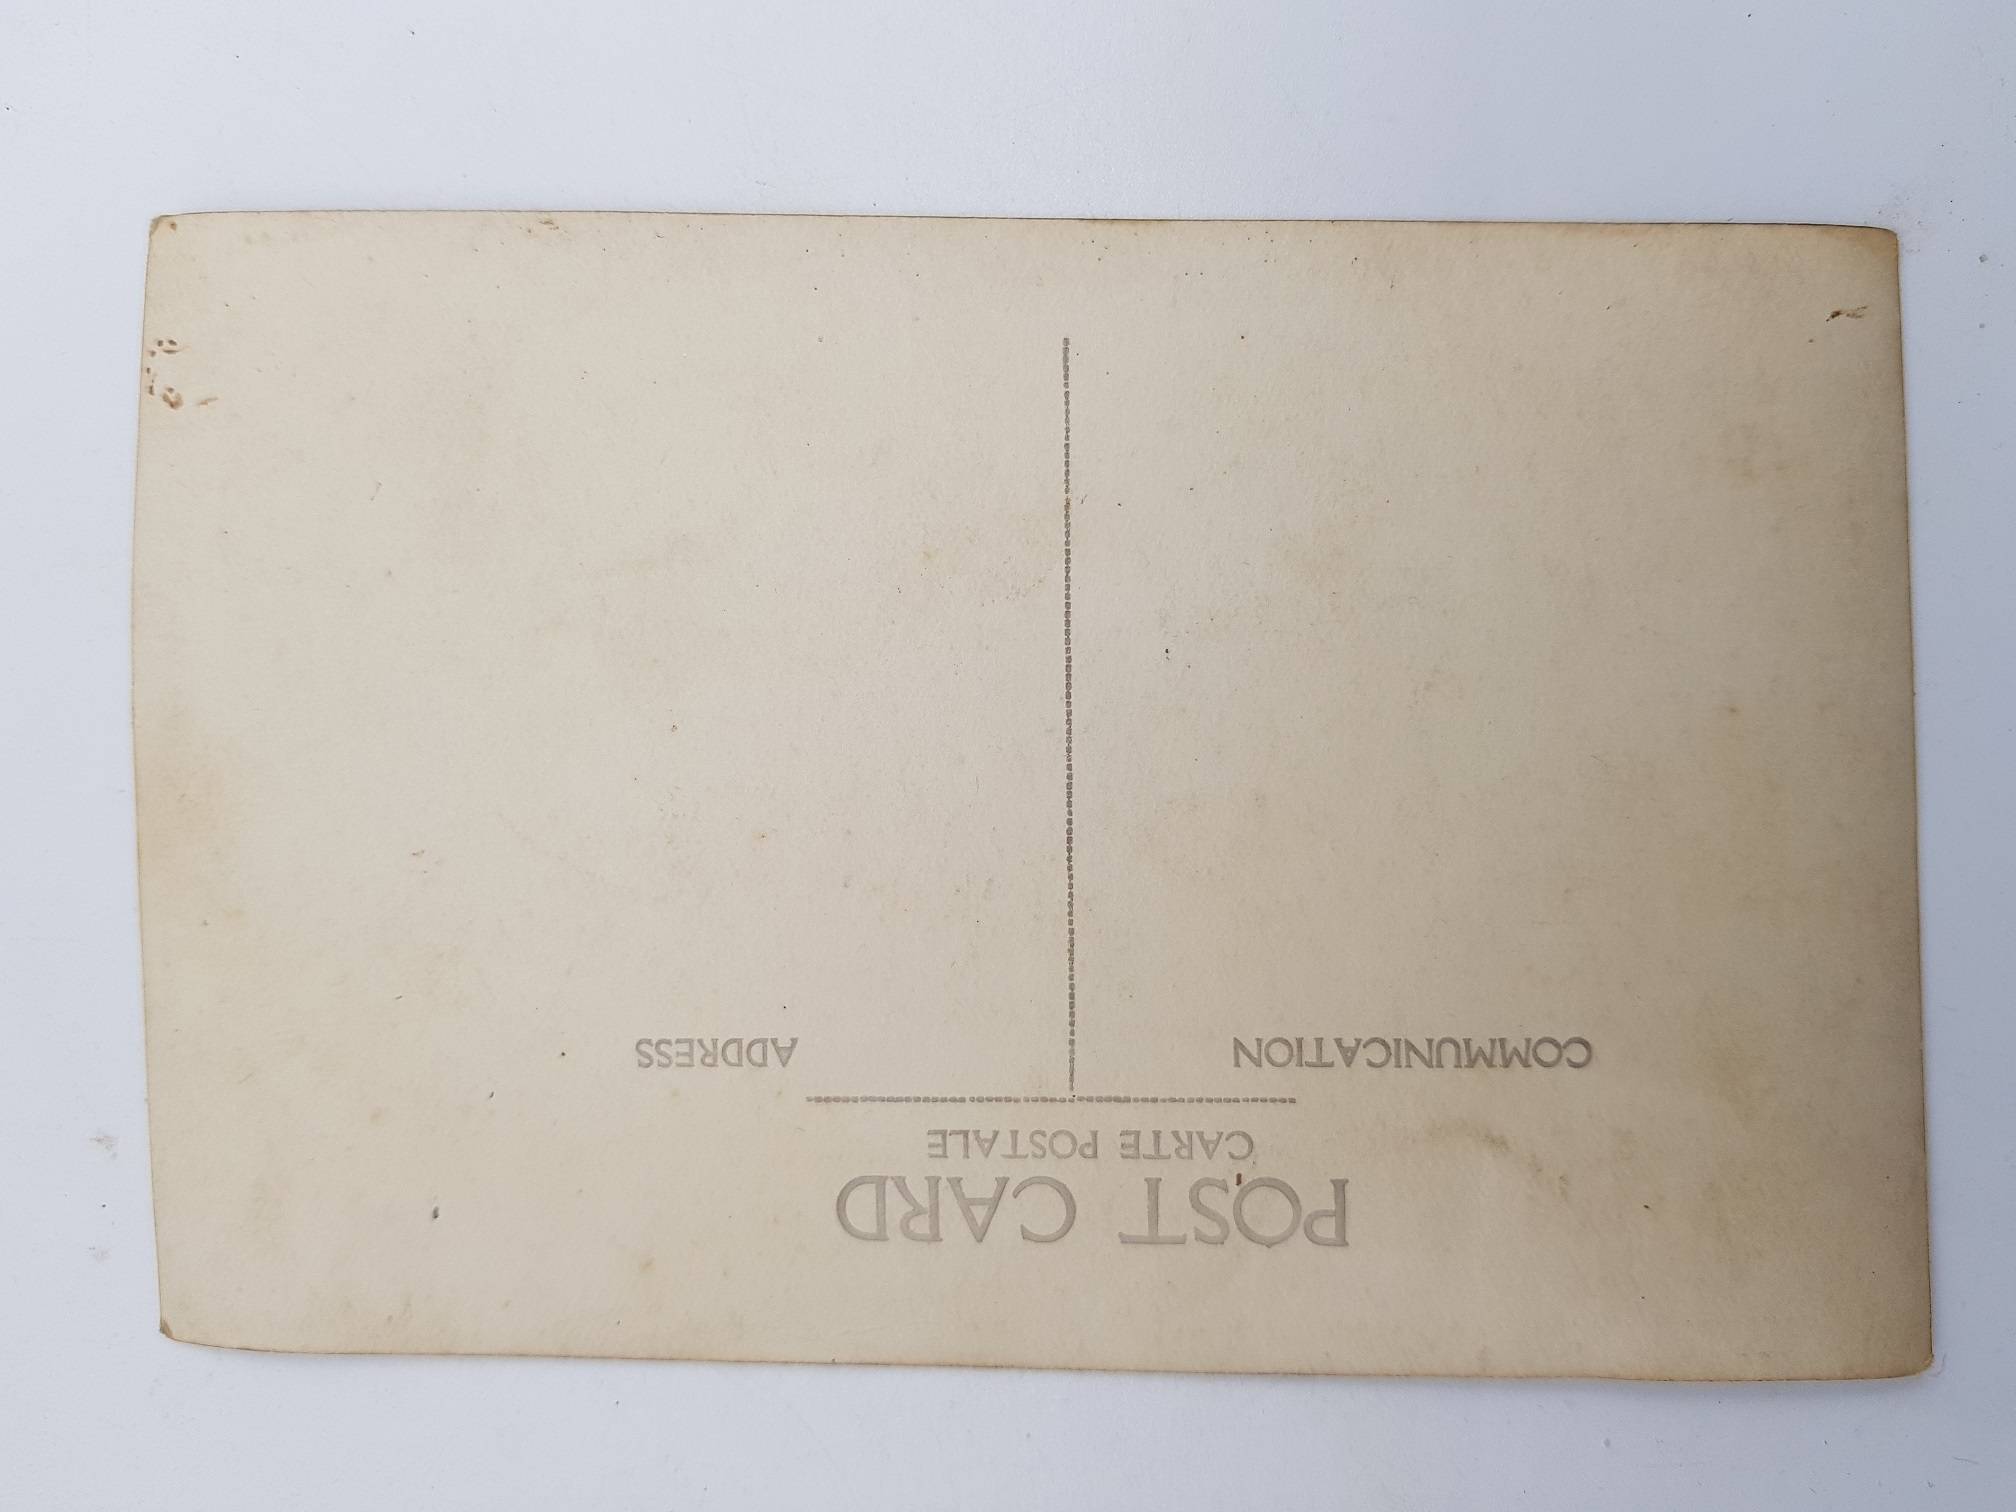 POST CARD
CARTE POSTALE
COMMUNICATION
ADDRESS